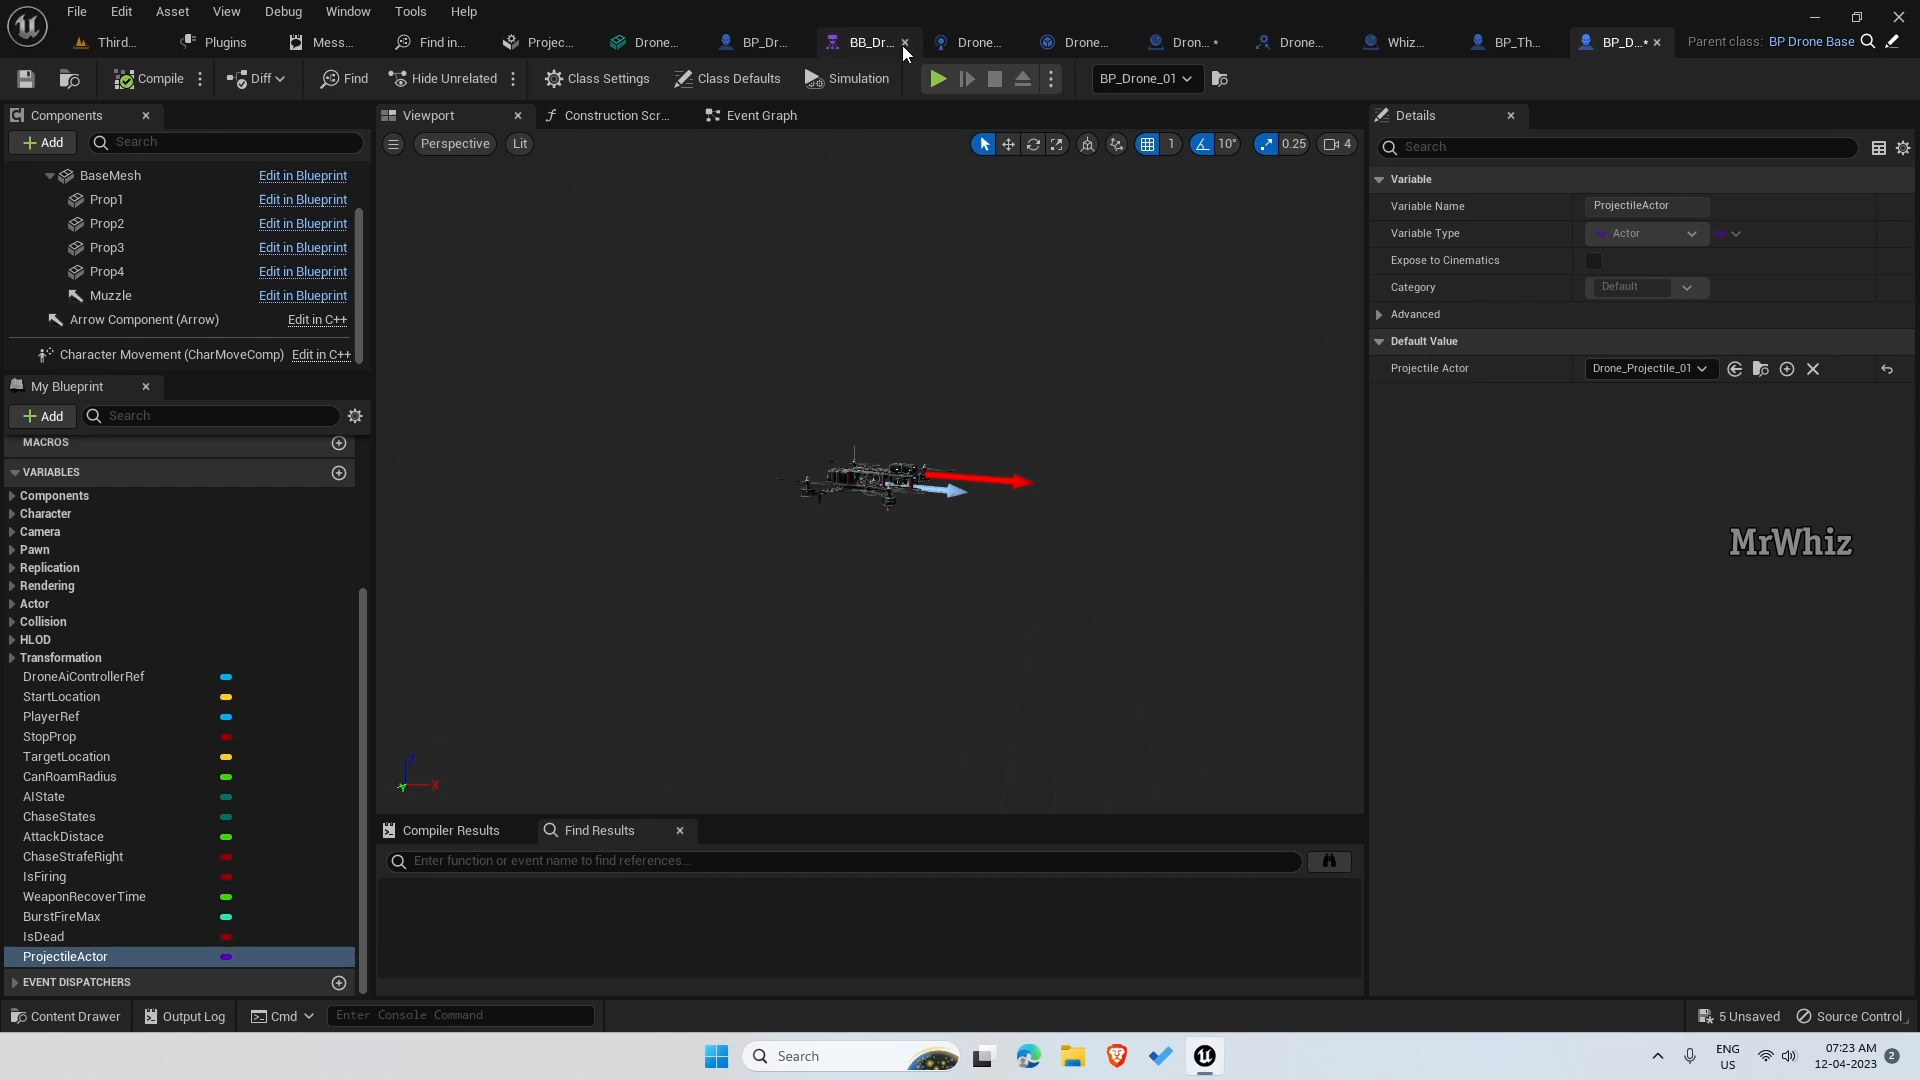 File Edit Asset View Debug Window Tools Help
Third... Plugins Mess... Find in... Projec... Drone... BP_Dr... BB_Dr... Drone... Drone... Dron... * Drone... Whiz... BP_Th... BP_D...* Parent class: BP Drone Base
Compile Diff Find Hide Unrelated Class Settings Class Defaults Simulation BP_Drone_01
Components
Add Search
BaseMesh Edit in Blueprint
Prop1 Edit in Blueprint
Prop2 Edit in Blueprint
Prop3 Edit in Blueprint
Prop4 Edit in Blueprint
Muzzle Edit in Blueprint
Arrow Component (Arrow) Edit in C++
Character Movement (CharMoveComp) Edit in C++
My Blueprint
Add Search
MACROS
VARIABLES
Components
Character
Camera
Pawn
Replication
Rendering
Actor
Collision
HLOD
Transformation
DroneAiControllerRef
StartLocation
PlayerRef
StopProp
TargetLocation
CanRoamRadius
AIState
ChaseStates
AttackDistace
ChaseStrafeRight
IsFiring
WeaponRecoverTime
BurstFireMax
IsDead
ProjectileActor
EVENT DISPATCHERS
Viewport Construction Scr... Event Graph
Perspective Lit 1 10° 0.25 4
Z
X
Y
Compiler Results Find Results
Enter function or event name to find references...
Details
Search
Variable
Variable Name ProjectileActor
Variable Type Actor
Expose to Cinematics
Category Default
Advanced
Default Value
Projectile Actor Drone_Projectile_01
MrWhiz
Content Drawer Output Log Cmd Enter Console Command 5 Unsaved Source Control
Search
ENG
US
07:23 AM
12-04-2023
2